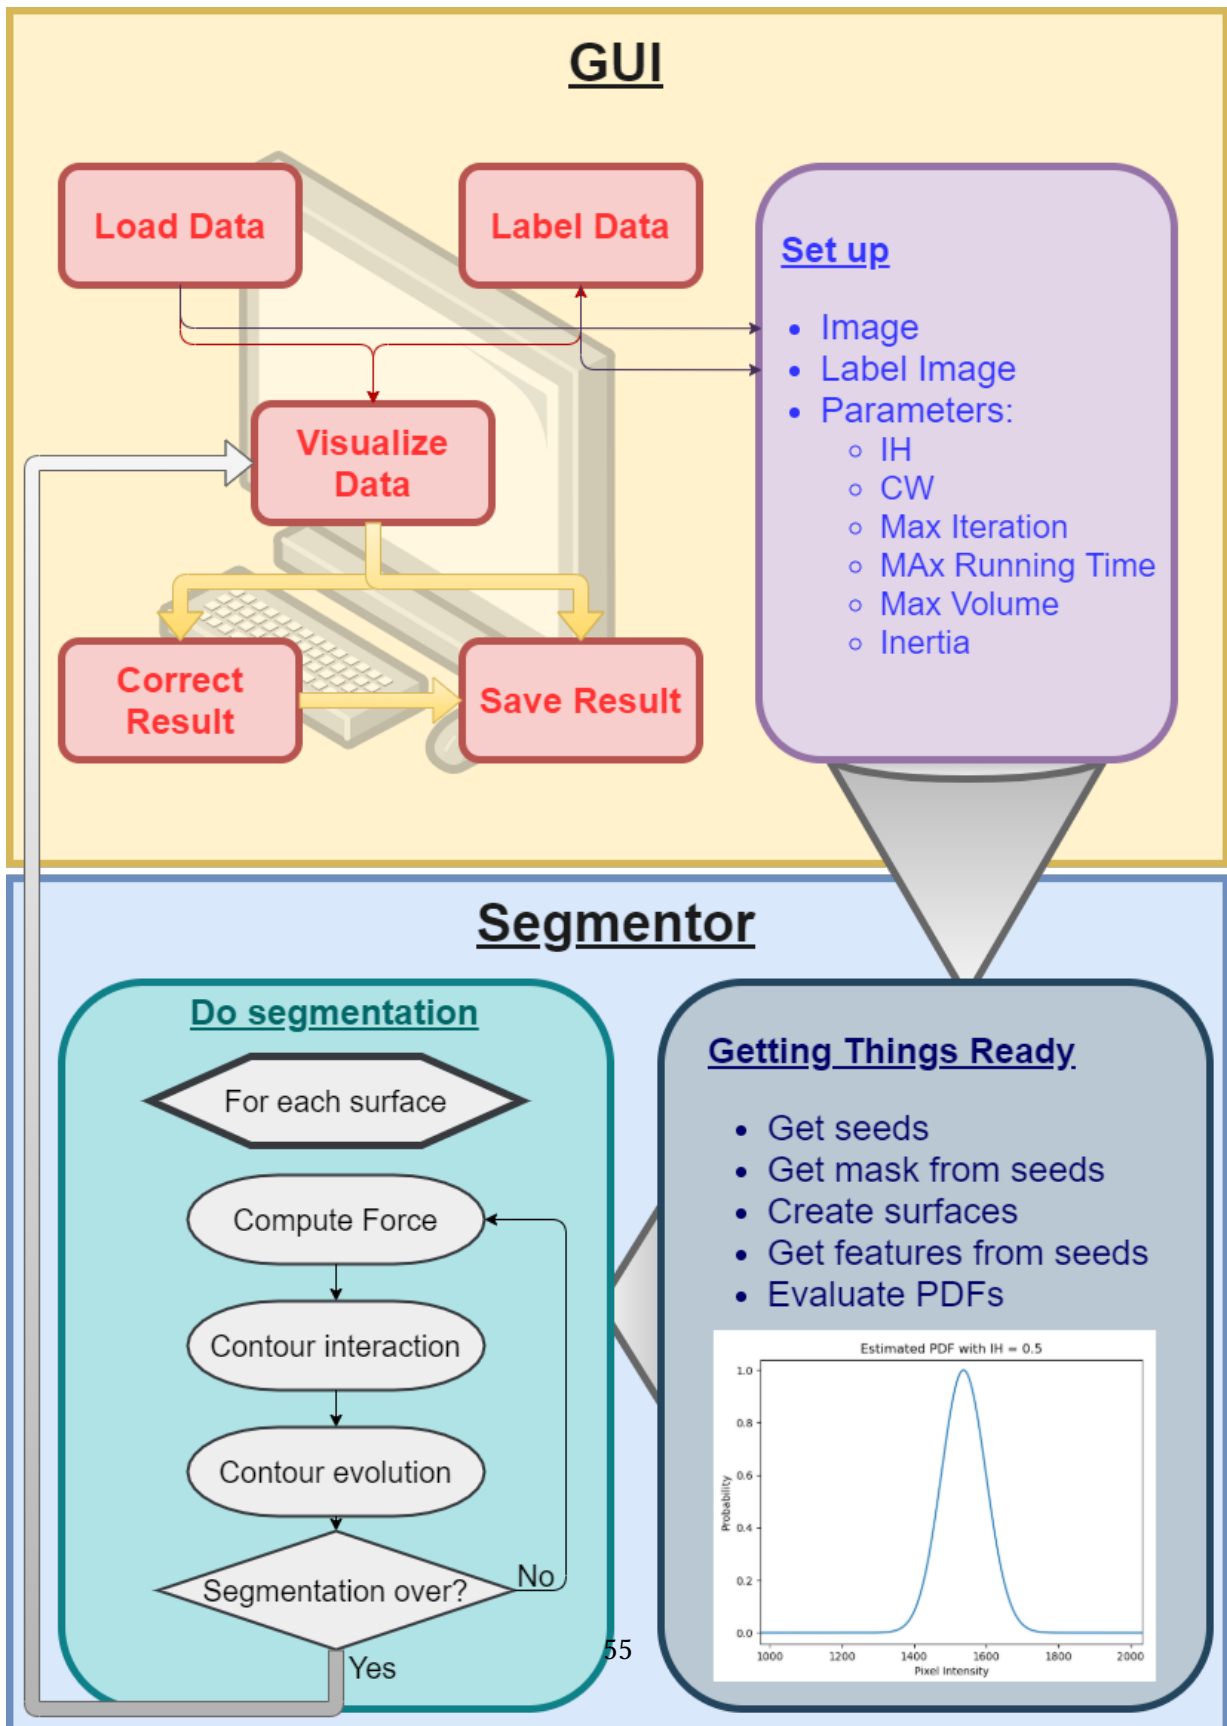 GUI
Load Data
Label Data
Set up
Image
Label Image
Parameters:
IH
CW
Max Iteration
MAx Running Time
Max Volume
Inertia
Visualize
Data
Correct
Result
Save Result
Segmentor
Do segmentation
For each surface
Compute Force
Contour interaction
Contour evolution
Segmentation over?
No
Yes
Getting Things Ready
Get seeds
Get mask from seeds
Create surfaces
Get features from seeds
Evaluate PDFs
Estimated PDF with IH = 0.5
Probability
1.0
0.8
0.6
0.4
0.2
0.0
1000 1200 1400 1600 1800 2000
Pixel Intensity
55